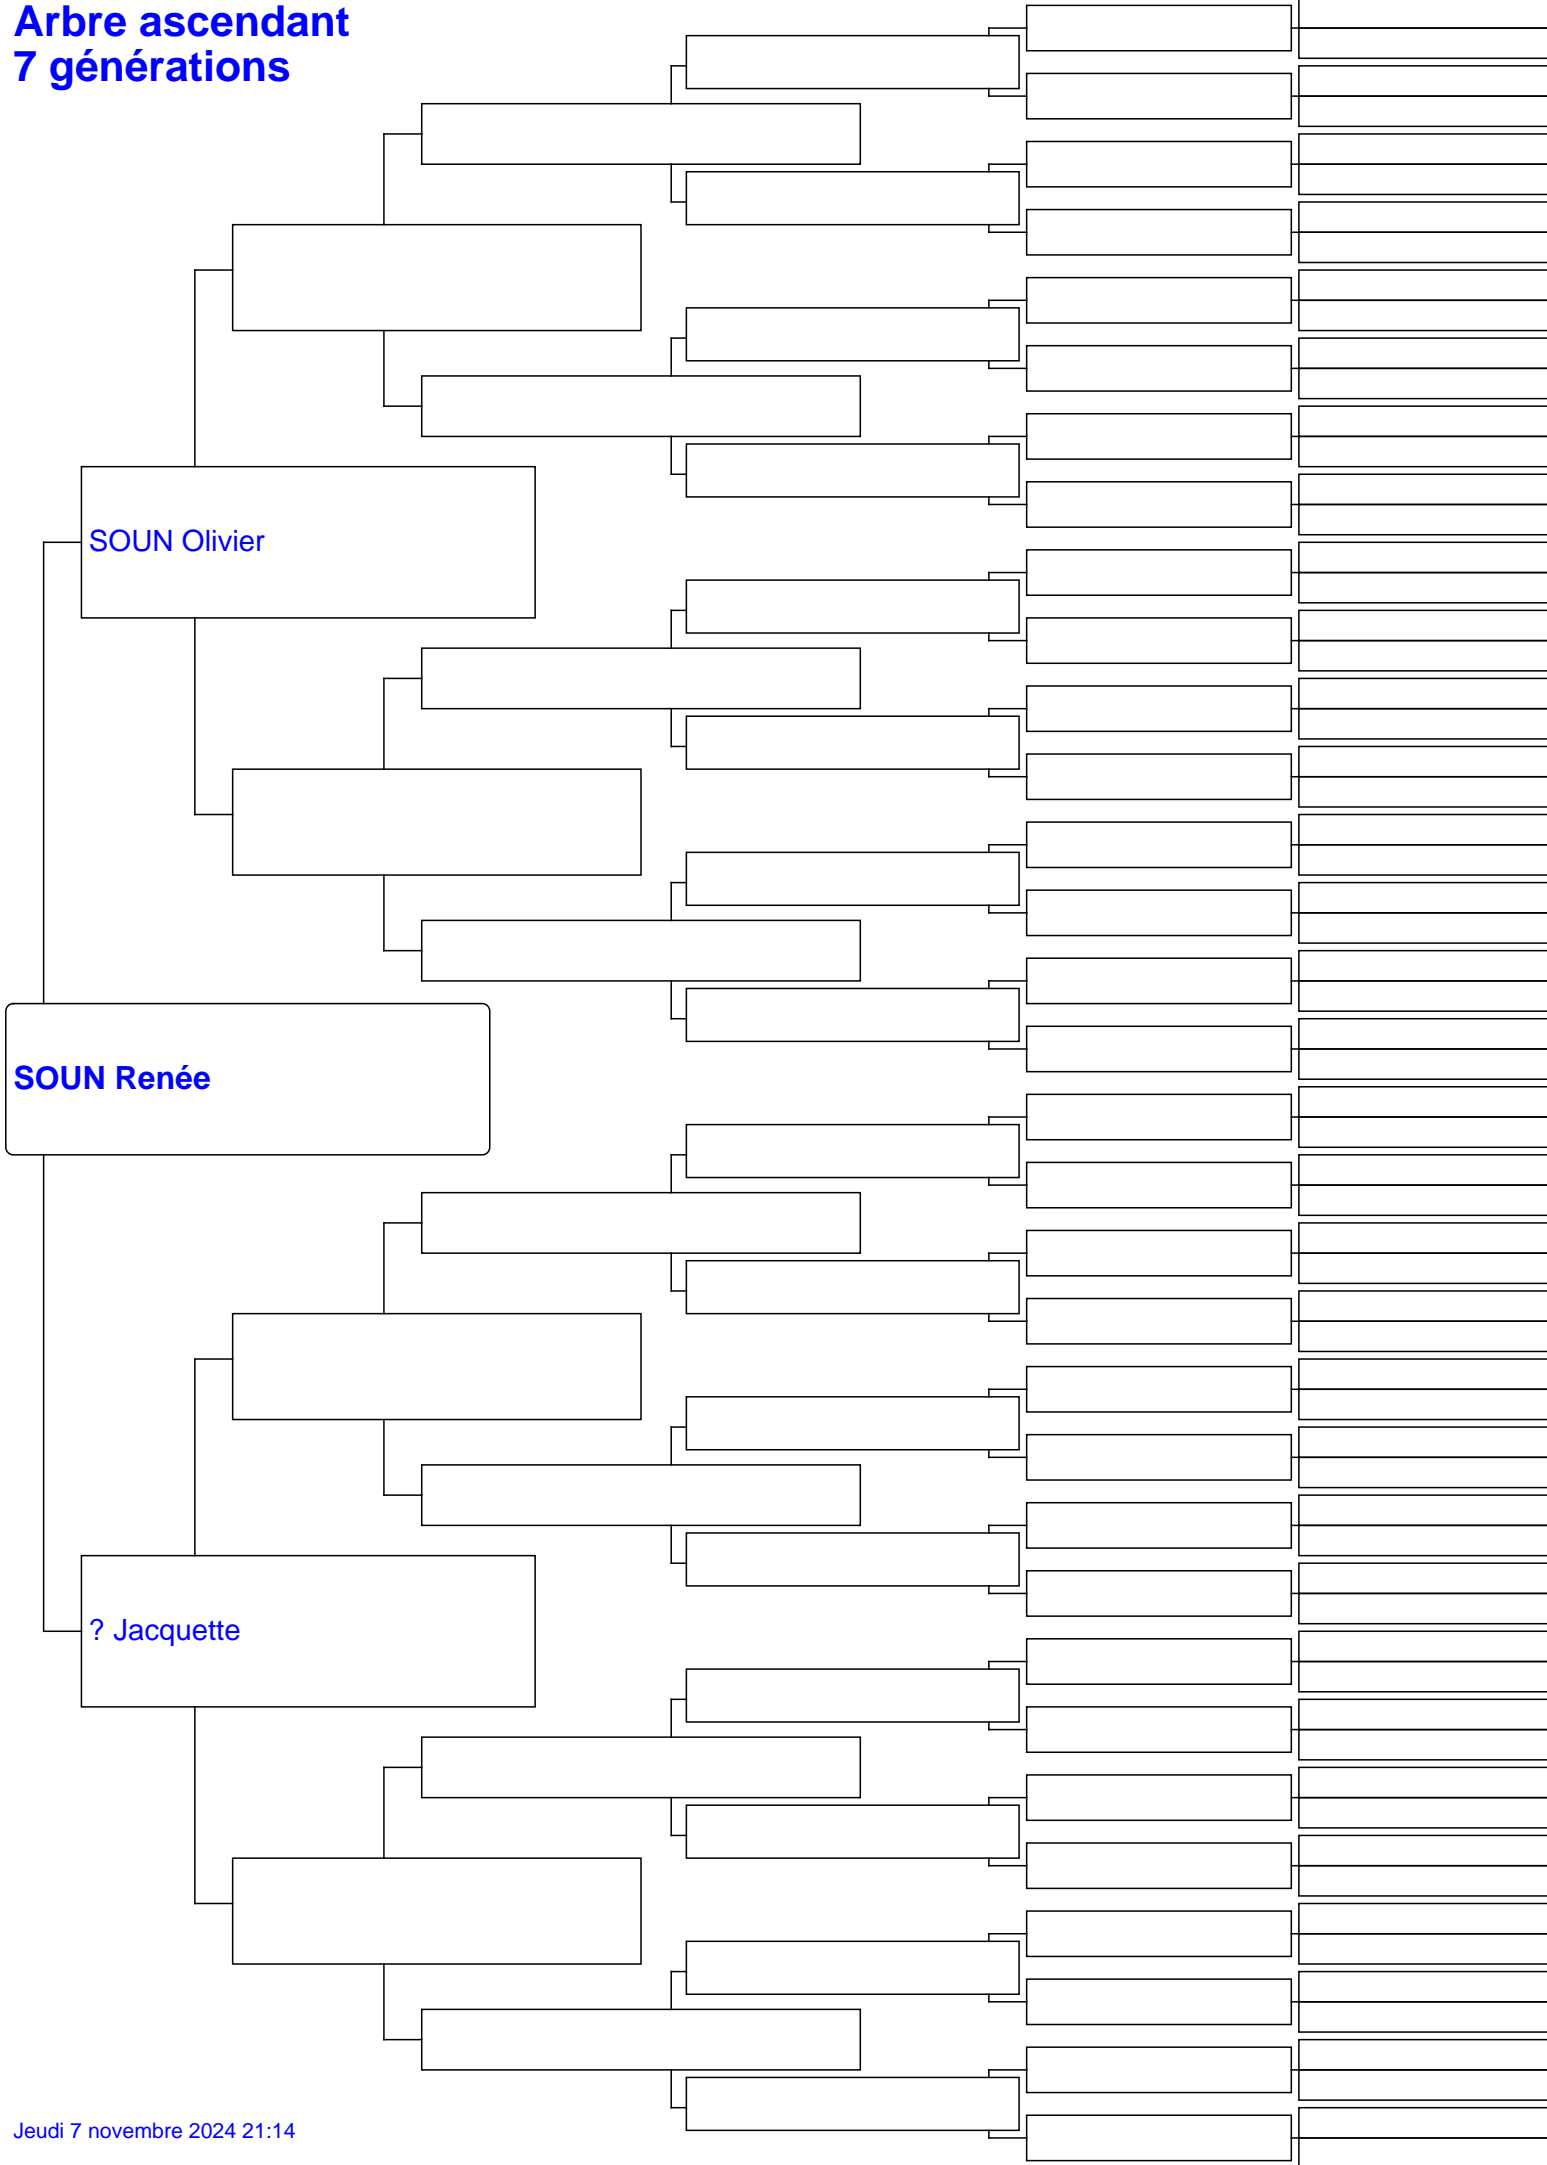 Arbre ascendant
7 générations
SOUN Olivier
SOUN Renée
? Jacquette
Jeudi 7 novembre 2024 21:14